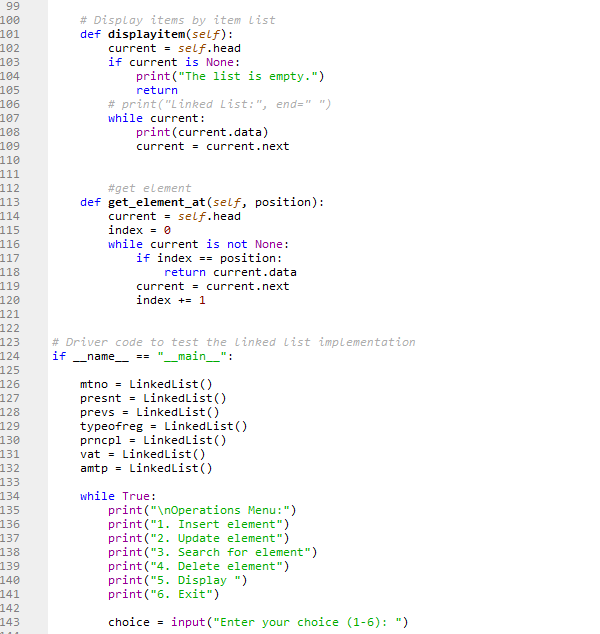 99
100 # Display items by item list
101 def displayitem(self):
102 current = self.head
103 if current is None:
104 print("The list is empty.")
105 return
106 # print("Linked List:", end=" ")
107 while current:
108 print(current.data)
109 current = current.next
110
111
112 #get element
113 def get_element_at(self, position):
114 current = self.head
115 index = 0
116 while current is not None:
117 if index == position:
118 return current.data
119 current = current.next
120 index += 1
121
122
123 # Driver code to test the linked list implementation
124 if __name__ == "__main__":
125
126 mtno = LinkedList()
127 presnt = LinkedList()
128 prevs = LinkedList()
129 typeofreg = LinkedList()
130 prncpl = LinkedList()
131 vat = LinkedList()
132 amtp = LinkedList()
133
134 while True:
135 print("\nOperations Menu:")
136 print("1. Insert element")
137 print("2. Update element")
138 print("3. Search for element")
139 print("4. Delete element")
140 print("5. Display ")
141 print("6. Exit")
142
143 choice = input("Enter your choice (1-6): ")